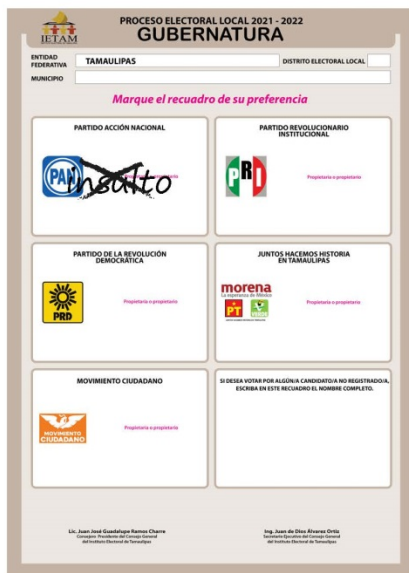 IETAM
PROCESO ELECTORAL LOCAL 2021 - 2022
GUBERNATURA
ENTIDAD FEDERATIVA
TAMAULIPAS
DISTRITO ELECTORAL LOCAL
MUNICIPIO
Marque el recuadro de su preferencia
PARTIDO ACCIÓN NACIONAL
PAN
insulto
PARTIDO REVOLUCIONARIO
INSTITUCIONAL
PRI
Propietaria o propietario
PARTIDO DE LA REVOLUCIÓN
DEMOCRÁTICA
PRD
Propietaria o propietario
JUNTOS HACEMOS HISTORIA
EN TAMAULIPAS
morena
La esperanza de México
PT
VERDE
Propietaria o propietario
MOVIMIENTO CIUDADANO
MOVIMIENTO
CIUDADANO
Propietaria o propietario
SI DESEA VOTAR POR ALGÚN/A CANDIDATO/A NO REGISTRADO/A,
ESCRIBA EN ESTE RECUADRO EL NOMBRE COMPLETO.
Lic. Juan José Guadalupe Ramos Charre
Consejero Presidente del Consejo General
del Instituto Electoral de Tamaulipas
Ing. Juan de Dios Álvarez Ortiz
Secretario Ejecutivo del Consejo General
del Instituto Electoral de Tamaulipas